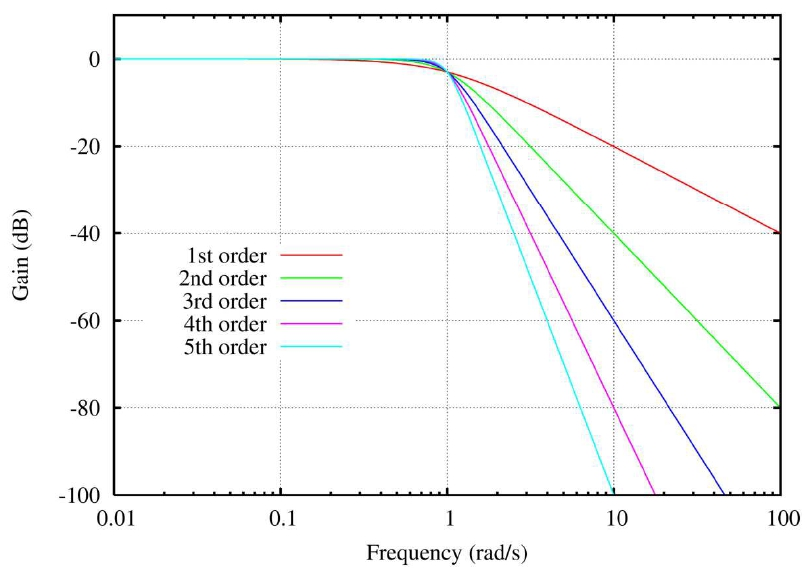 0
-20
-40
-60
-80
-100
Gain (dB)
1st order
2nd order
3rd order
4th order
5th order
0.01 0.1 1 10 100
Frequency (rad/s)